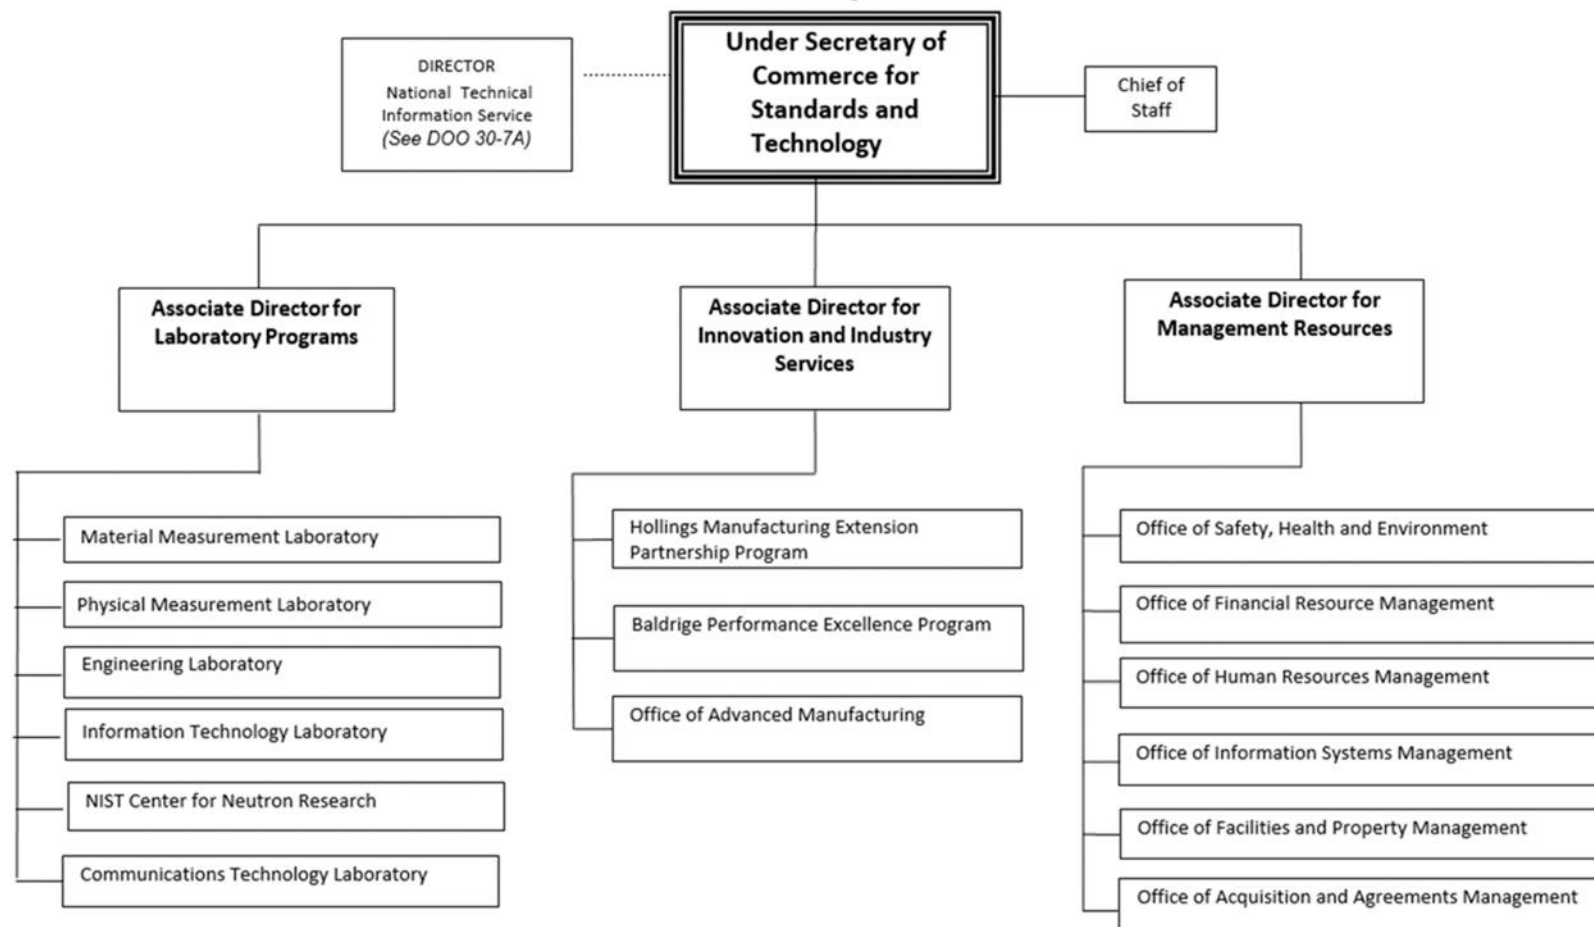 DIRECTOR
National Technical
Information Service
(See DOO 30-7A)
Under Secretary of
Commerce for
Standards and
Technology
Chief of
Staff
Associate Director for
Laboratory Programs
Associate Director for
Innovation and Industry
Services
Associate Director for
Management Resources
Material Measurement Laboratory
Physical Measurement Laboratory
Engineering Laboratory
Information Technology Laboratory
NIST Center for Neutron Research
Communications Technology Laboratory
Hollings Manufacturing Extension
Partnership Program
Baldrige Performance Excellence Program
Office of Advanced Manufacturing
Office of Safety, Health and Environment
Office of Financial Resource Management
Office of Human Resources Management
Office of Information Systems Management
Office of Facilities and Property Management
Office of Acquisition and Agreements Management